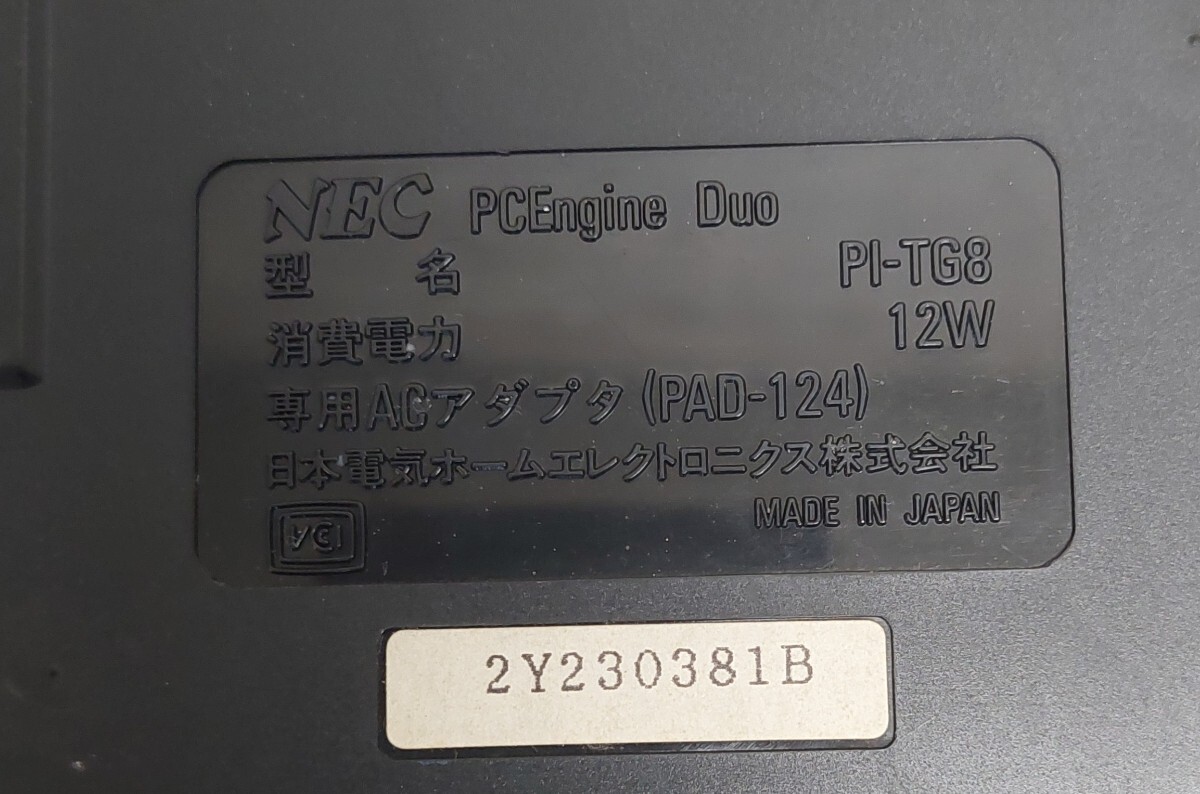 NEC PCEngine Duo
型 名 PI-TG8
消費電力 12W
専用ACアダプタ(PAD-124)
日本電気ホームエレクトロニクス株式会社
MADE IN JAPAN
2Y230381B